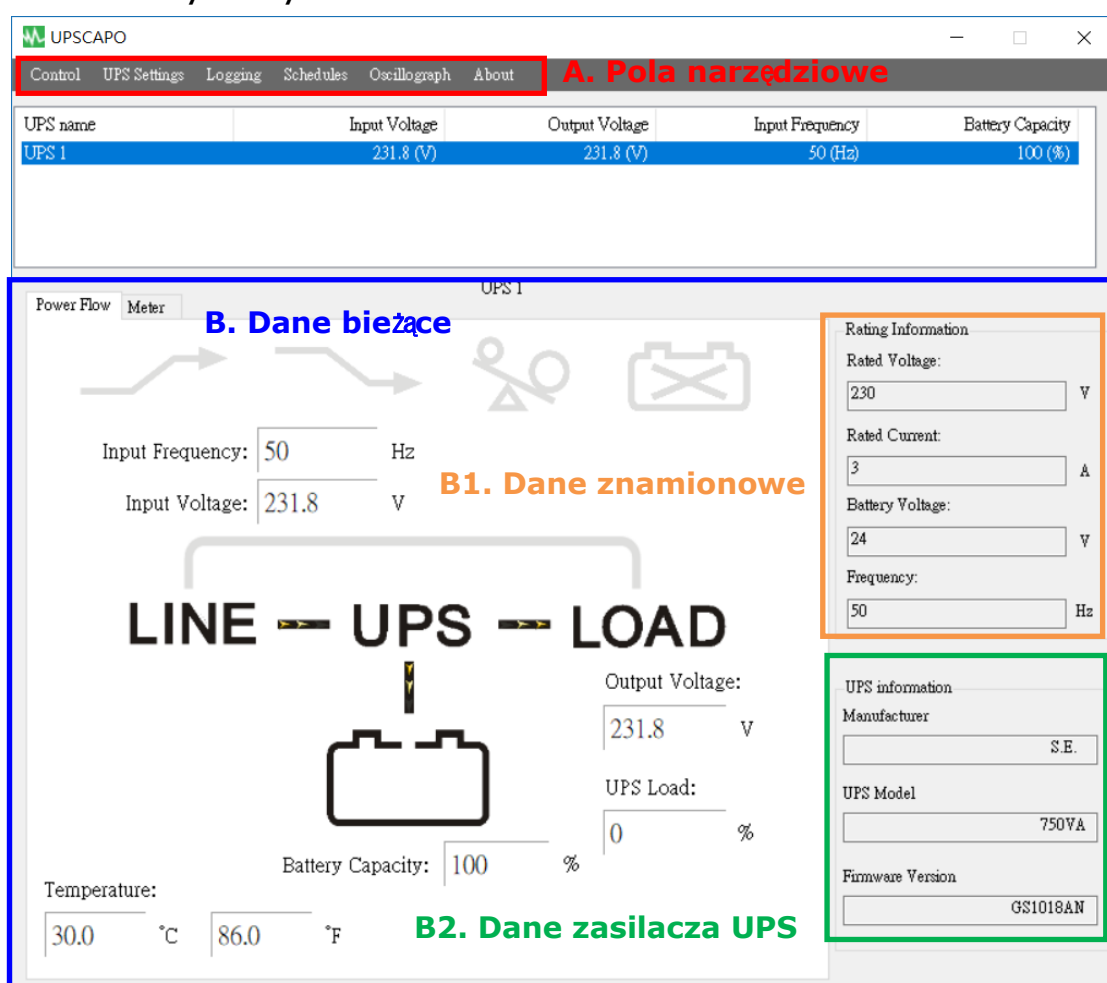 UPSCAPO
Control UPS Settings Logging Schedules Oscillograph About
A. Pola narzędziowe
UPS name Input Voltage Output Voltage Input Frequency Battery Capacity
UPS 1 231.8 (V) 231.8 (V) 50 (Hz) 100 (%)
UPS 1
Power Flow Meter
B. Dane bieżące
Input Frequency: 50 Hz
Input Voltage: 231.8 V
B1. Dane znamionowe
Rating Information
Rated Voltage:
230 V
Rated Current:
3 A
Battery Voltage:
24 V
Frequency:
50 Hz
LINE UPS LOAD
Output Voltage:
231.8 V
UPS Load:
0 %
Battery Capacity: 100 %
Temperature:
30.0 °C 86.0 °F
B2. Dane zasilacza UPS
UPS information
Manufacturer
S.E.
UPS Model
750VA
Firmware Version
GS1018AN